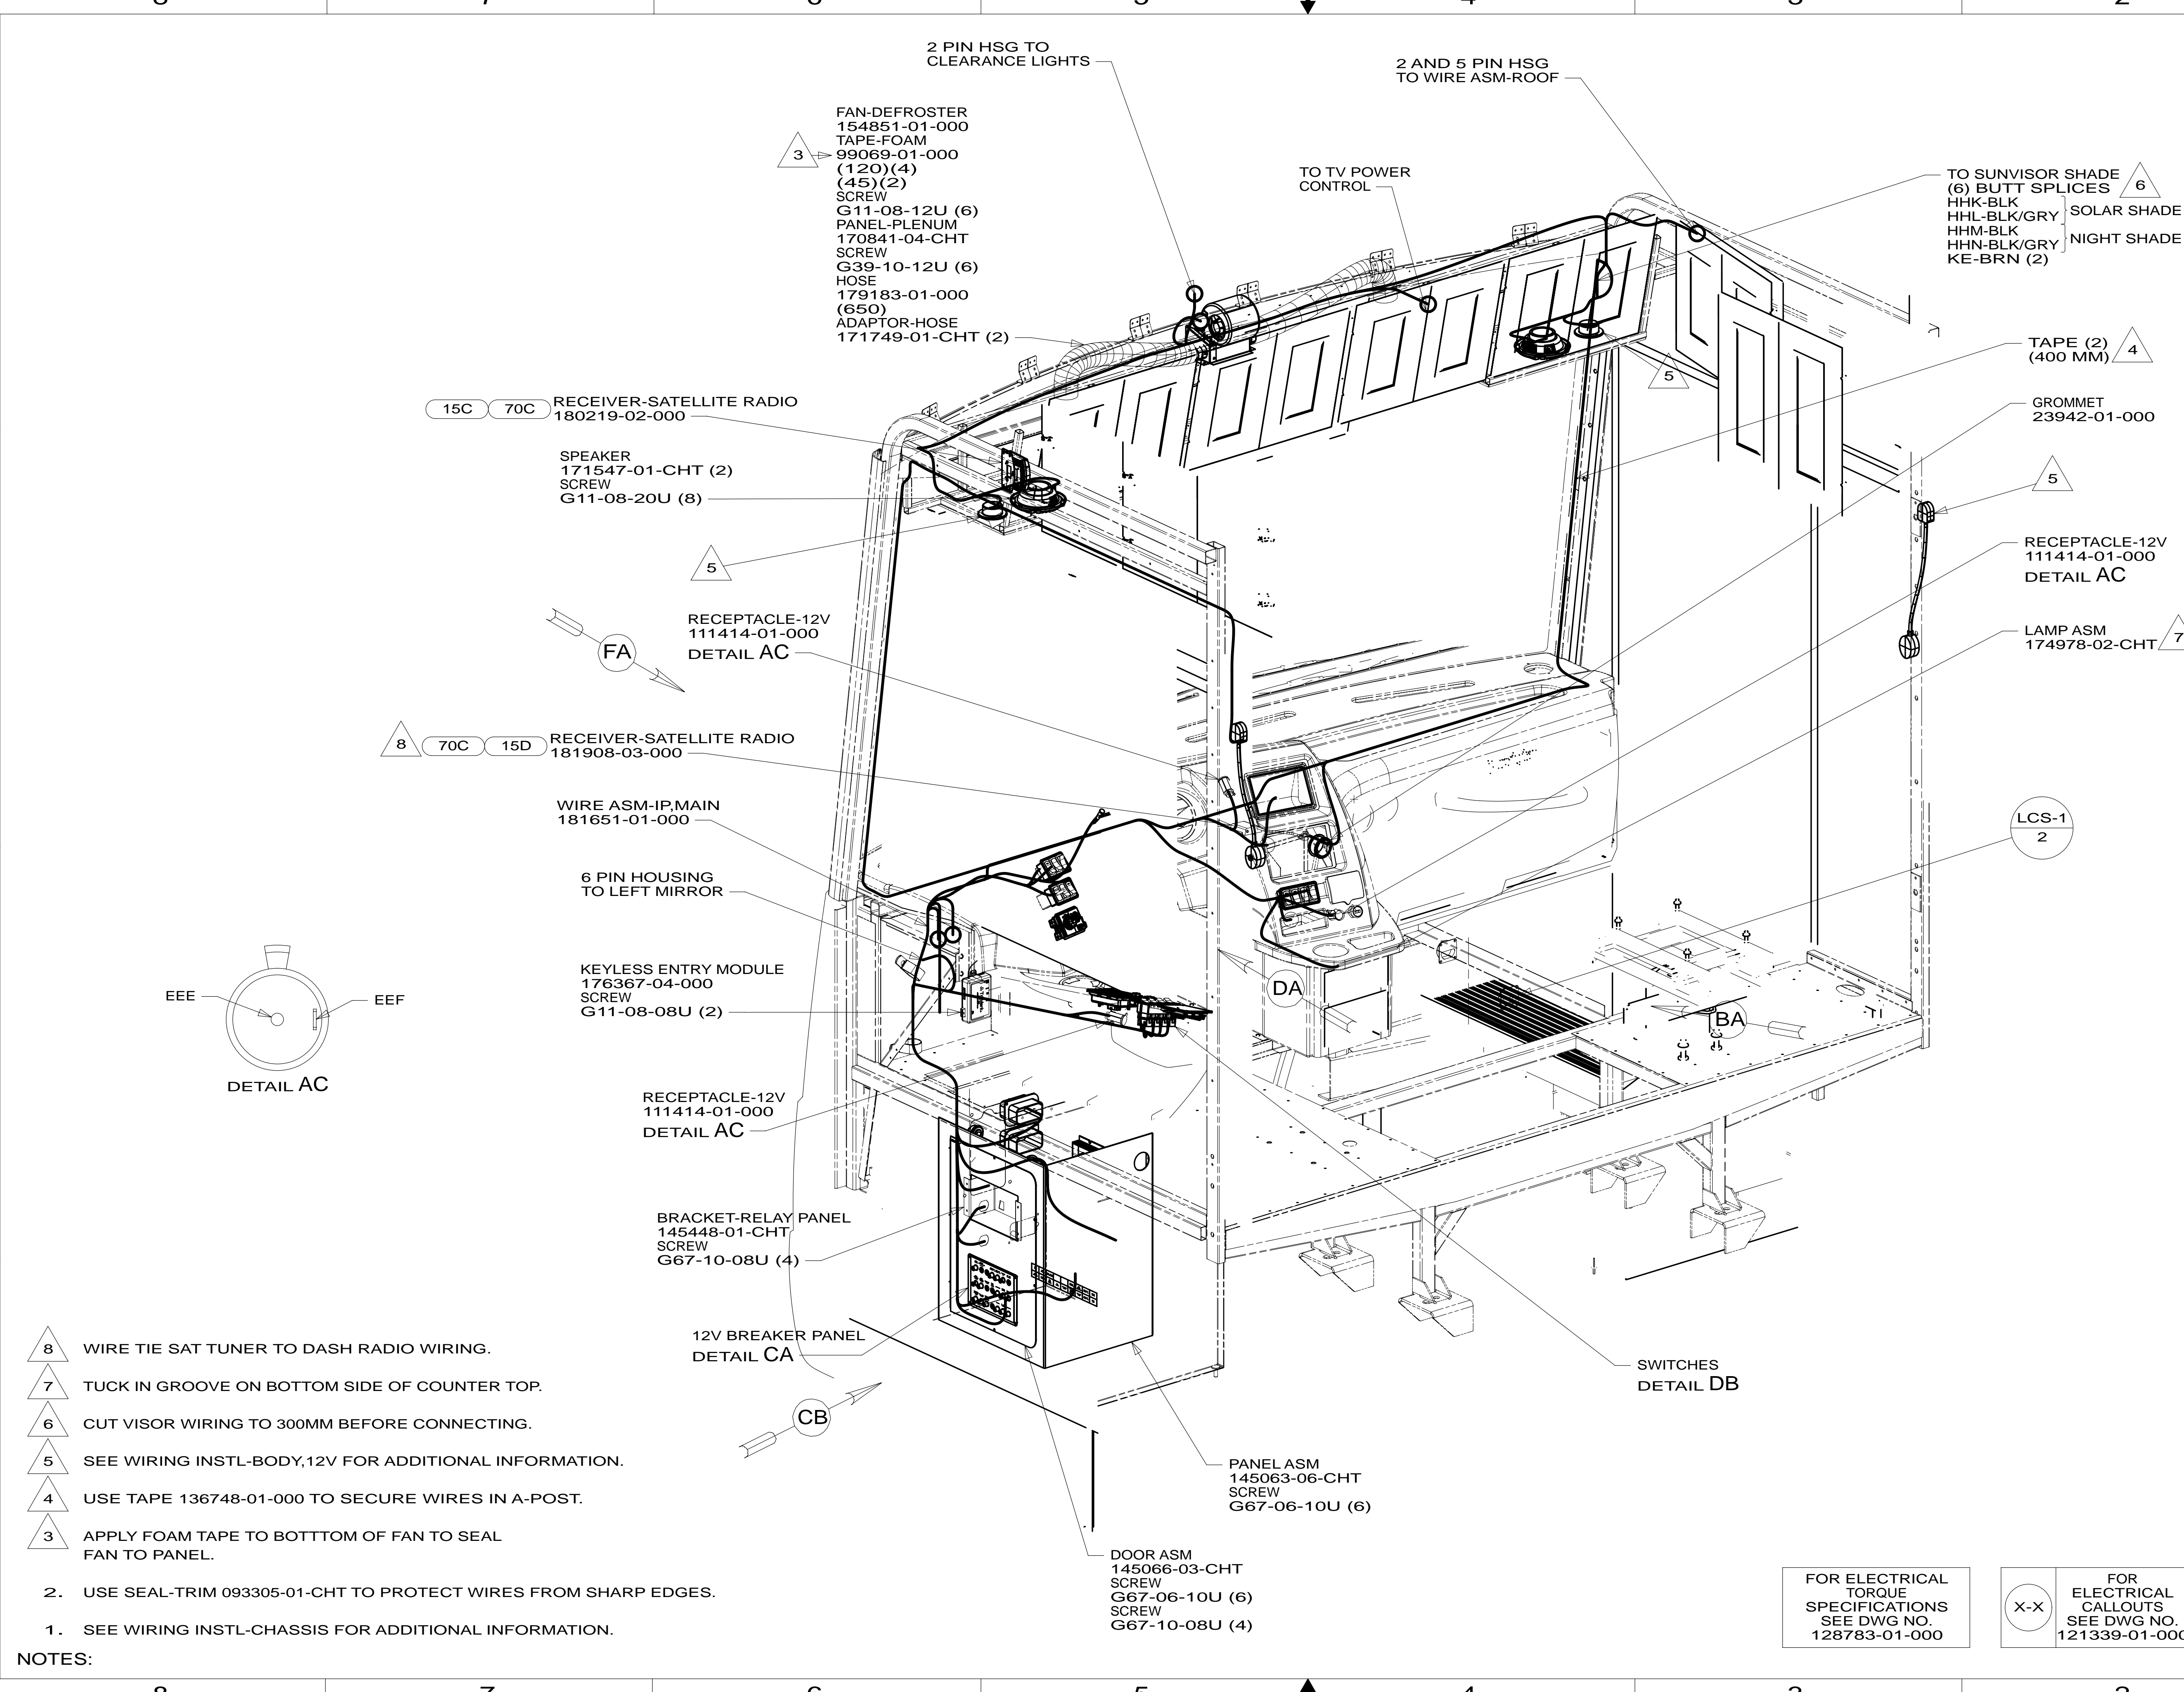 2 PIN HSG TO
CLEARANCE LIGHTS
2 AND 5 PIN HSG
TO WIRE ASM-ROOF
FAN-DEFROSTER
154851-01-000
TAPE-FOAM
3
99069-01-000
(120)(4)
(45)(2)
SCREW
G11-08-12U (6)
PANEL-PLENUM
170841-04-CHT
SCREW
G39-10-12U (6)
HOSE
179183-01-000
(650)
ADAPTOR-HOSE
171749-01-CHT (2)
TO TV POWER
CONTROL
TO SUNVISOR SHADE
(6) BUTT SPLICES
6
HHK-BLK
HHL-BLK/GRY
SOLAR SHADE
HHM-BLK
HHN-BLK/GRY
NIGHT SHADE
KE-BRN (2)
TAPE (2)
(400 MM)
4
5
GROMMET
23942-01-000
15C
70C
RECEIVER-SATELLITE RADIO
180219-02-000
SPEAKER
171547-01-CHT (2)
SCREW
G11-08-20U (8)
5
5
RECEPTACLE-12V
111414-01-000
DETAIL AC
RECEPTACLE-12V
111414-01-000
DETAIL AC
FA
LAMP ASM
174978-02-CHT
7
8
70C
15D
RECEIVER-SATELLITE RADIO
181908-03-000
WIRE ASM-IP,MAIN
181651-01-000
LCS-1
2
6 PIN HOUSING
TO LEFT MIRROR
KEYLESS ENTRY MODULE
176367-04-000
SCREW
G11-08-08U (2)
DA
BA
EEE
EEF
DETAIL AC
RECEPTACLE-12V
111414-01-000
DETAIL AC
BRACKET-RELAY PANEL
145448-01-CHT
SCREW
G67-10-08U (4)
12V BREAKER PANEL
DETAIL CA
CB
SWITCHES
DETAIL DB
PANEL ASM
145063-06-CHT
SCREW
G67-06-10U (6)
DOOR ASM
145066-03-CHT
SCREW
G67-06-10U (6)
SCREW
G67-10-08U (4)
8 WIRE TIE SAT TUNER TO DASH RADIO WIRING.
7 TUCK IN GROOVE ON BOTTOM SIDE OF COUNTER TOP.
6 CUT VISOR WIRING TO 300MM BEFORE CONNECTING.
5 SEE WIRING INSTL-BODY,12V FOR ADDITIONAL INFORMATION.
4 USE TAPE 136748-01-000 TO SECURE WIRES IN A-POST.
3 APPLY FOAM TAPE TO BOTTTOM OF FAN TO SEAL
FAN TO PANEL.
2. USE SEAL-TRIM 093305-01-CHT TO PROTECT WIRES FROM SHARP EDGES.
1. SEE WIRING INSTL-CHASSIS FOR ADDITIONAL INFORMATION.
NOTES:
FOR ELECTRICAL
TORQUE
SPECIFICATIONS
SEE DWG NO.
128783-01-000
X-X
FOR
ELECTRICAL
CALLOUTS
SEE DWG NO.
121339-01-000